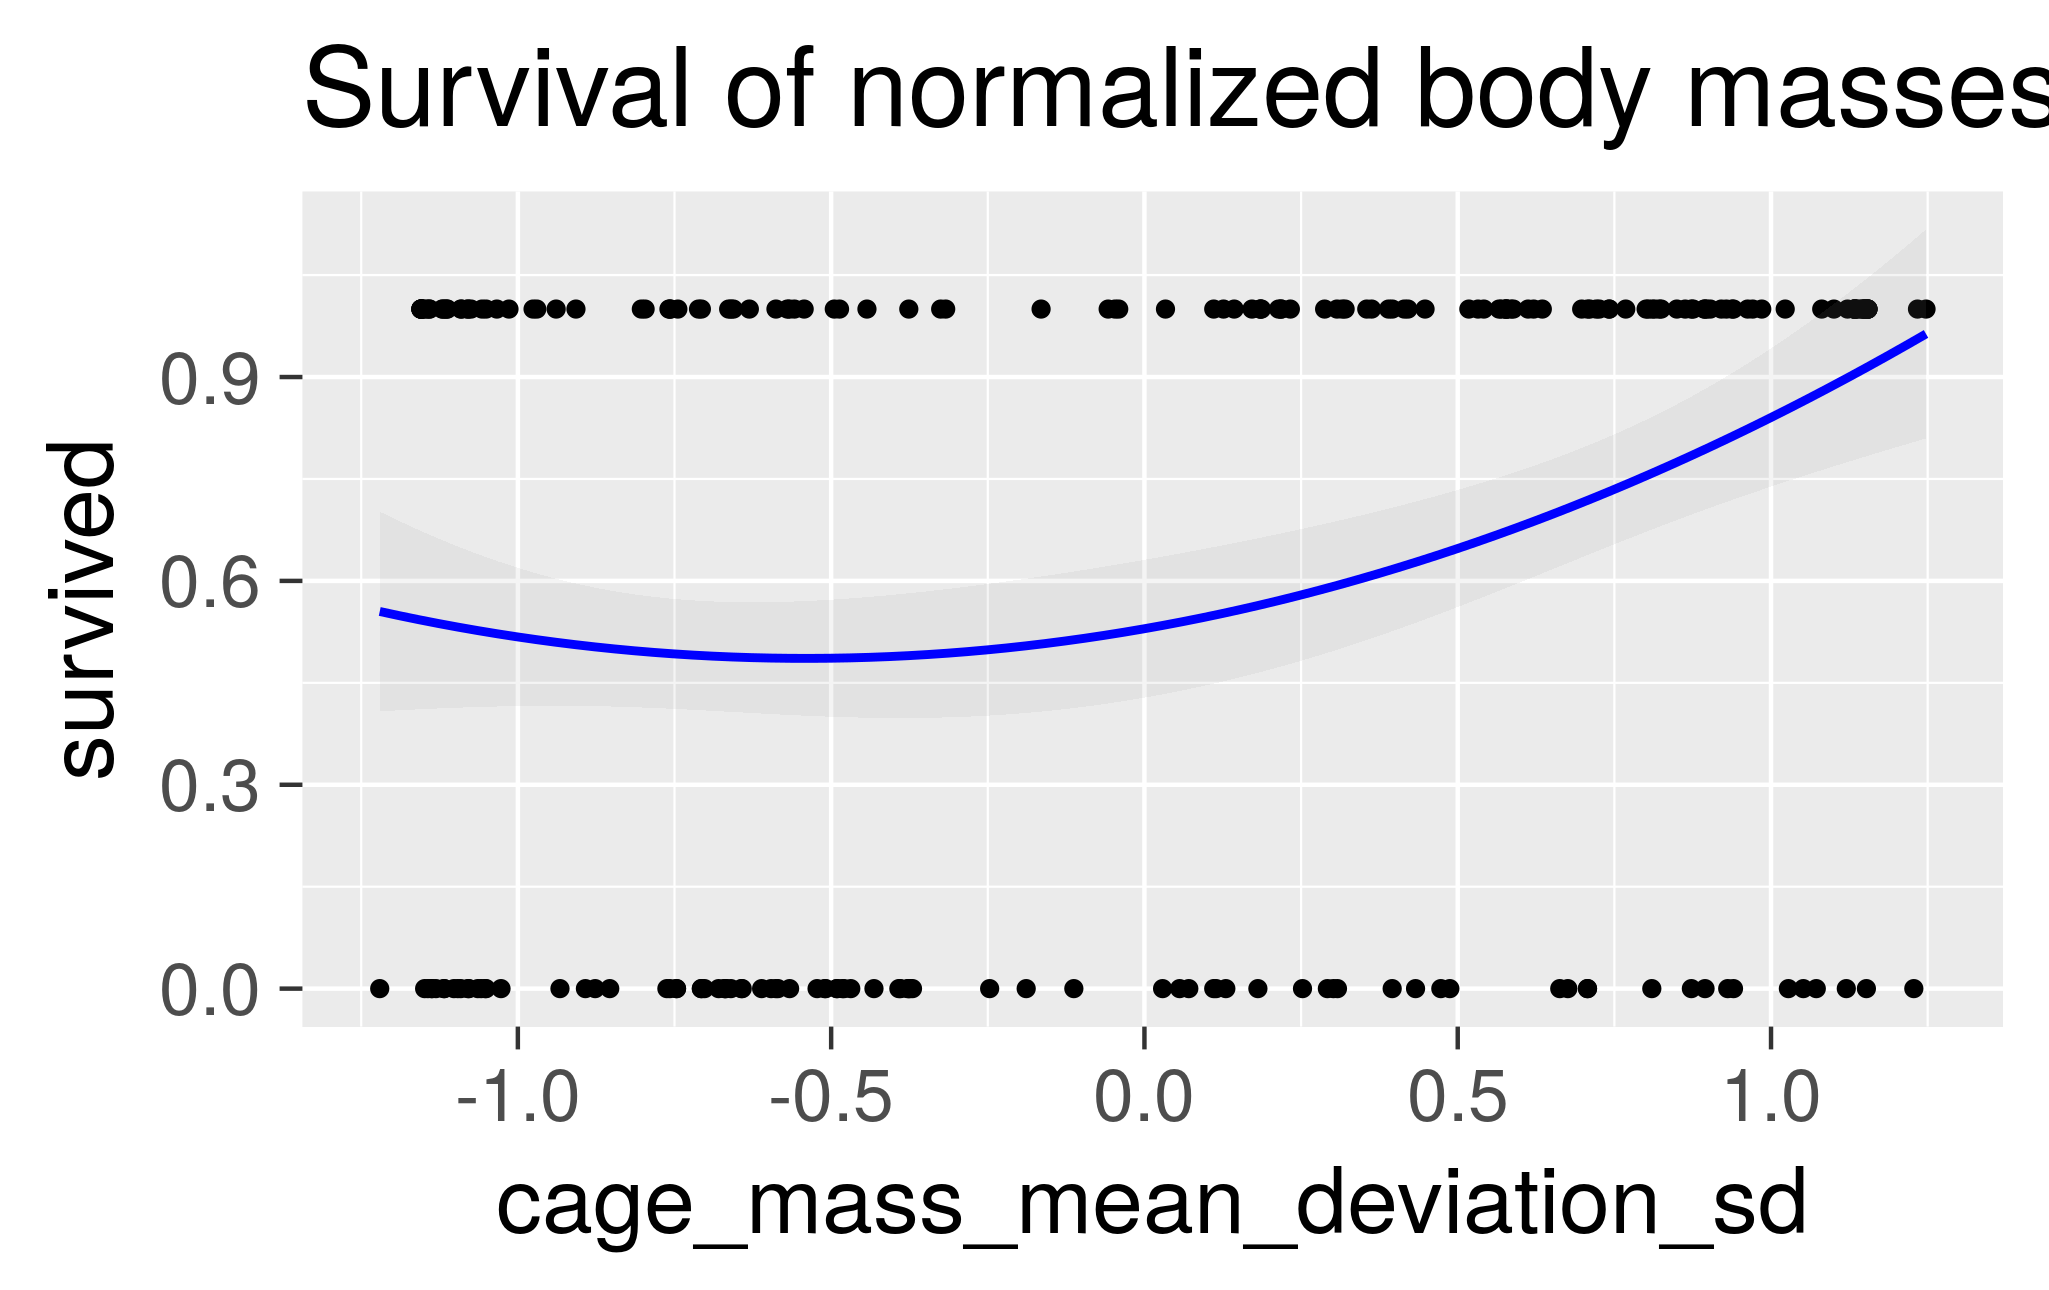 Survival of normalized body masses
survived
0.9
0.6
0.3
0.0
-1.0 -0.5 0.0 0.5 1.0
cage_mass_mean_deviation_sd